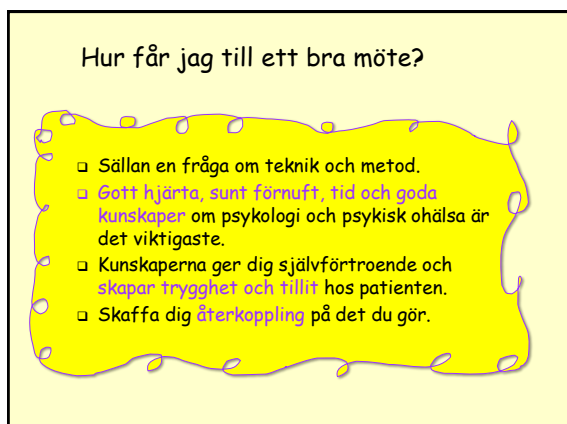 Hur får jag till ett bra möte?
❑ Sällan en fråga om teknik och metod.
❑ Gott hjärta, sunt förnuft, tid och goda
kunskaper om psykologi och psykisk ohälsa är
det viktigaste.
❑ Kunskaperna ger dig självförtroende och
skapar trygghet och tillit hos patienten.
❑ Skaffa dig återkoppling på det du gör.